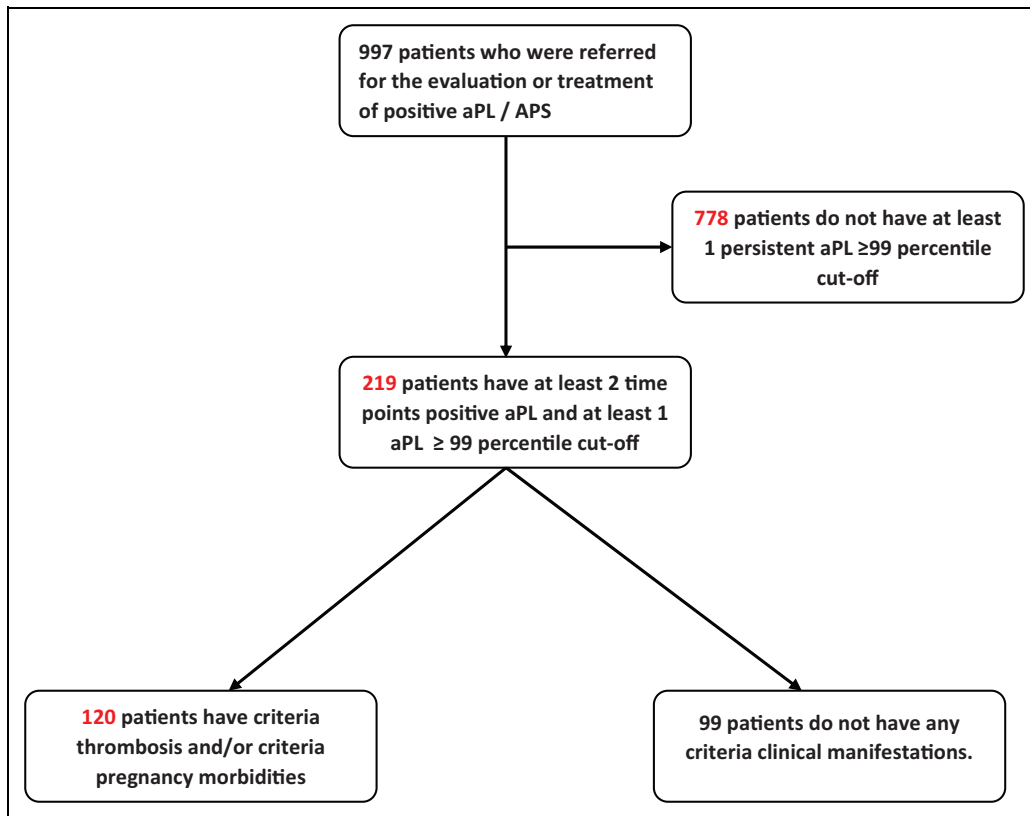 997 patients who were referred
for the evaluation or treatment
of positive aPL / APS
778 patients do not have at least
1 persistent aPL ≥99 percentile
cut-off
219 patients have at least 2 time
points positive aPL and at least 1
aPL ≥ 99 percentile cut-off
120 patients have criteria
thrombosis and/or criteria
pregnancy morbidities
99 patients do not have any
criteria clinical manifestations.